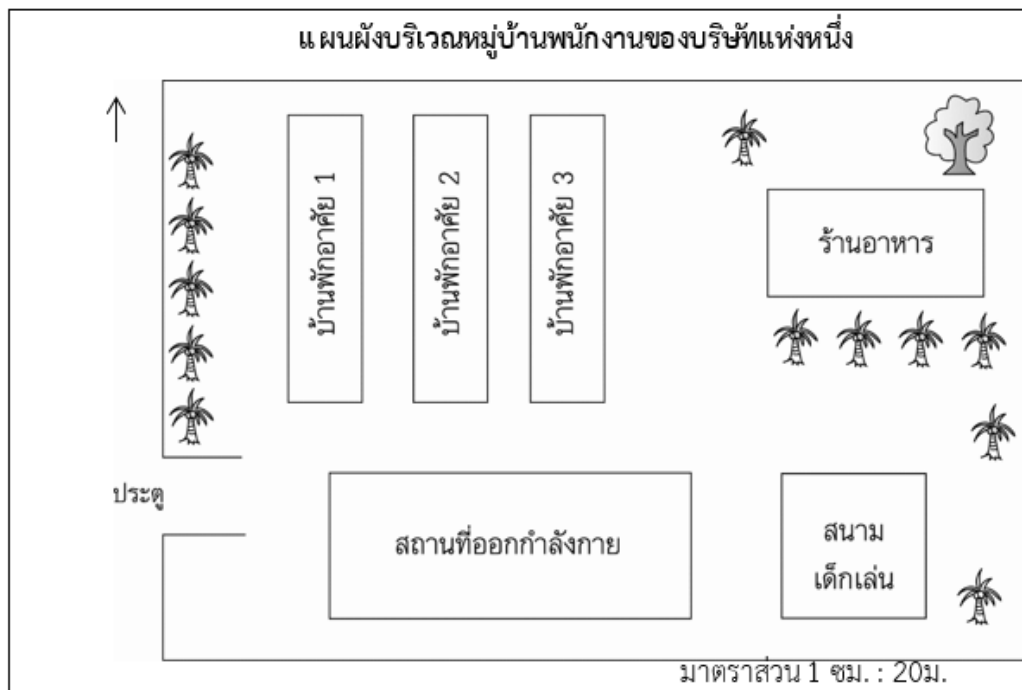 แผนผังบริเวณหมู่บ้านพนักงานของบริษัทแห่งหนึ่ง
บ้านพักอาศัย 1
บ้านพักอาศัย 2
บ้านพักอาศัย 3
ร้านอาหาร
ประตู
สถานที่ออกกำลังกาย
สนาม
เด็กเล่น
มาตราส่วน 1 ซม. : 20ม.